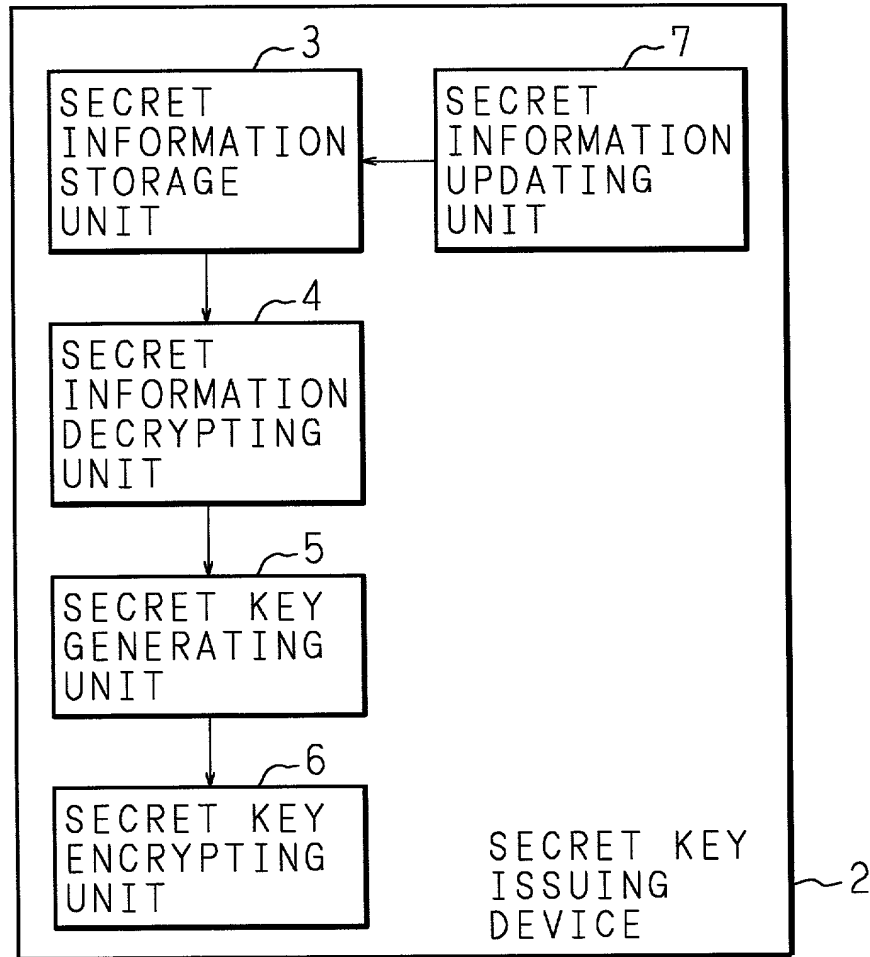 3
SECRET
INFORMATION
STORAGE
UNIT
7
SECRET
INFORMATION
UPDATING
UNIT
4
SECRET
INFORMATION
DECRYPTING
UNIT
5
SECRET KEY
GENERATING
UNIT
6
SECRET KEY
ENCRYPTING
UNIT
SECRET KEY
ISSUING
DEVICE
2